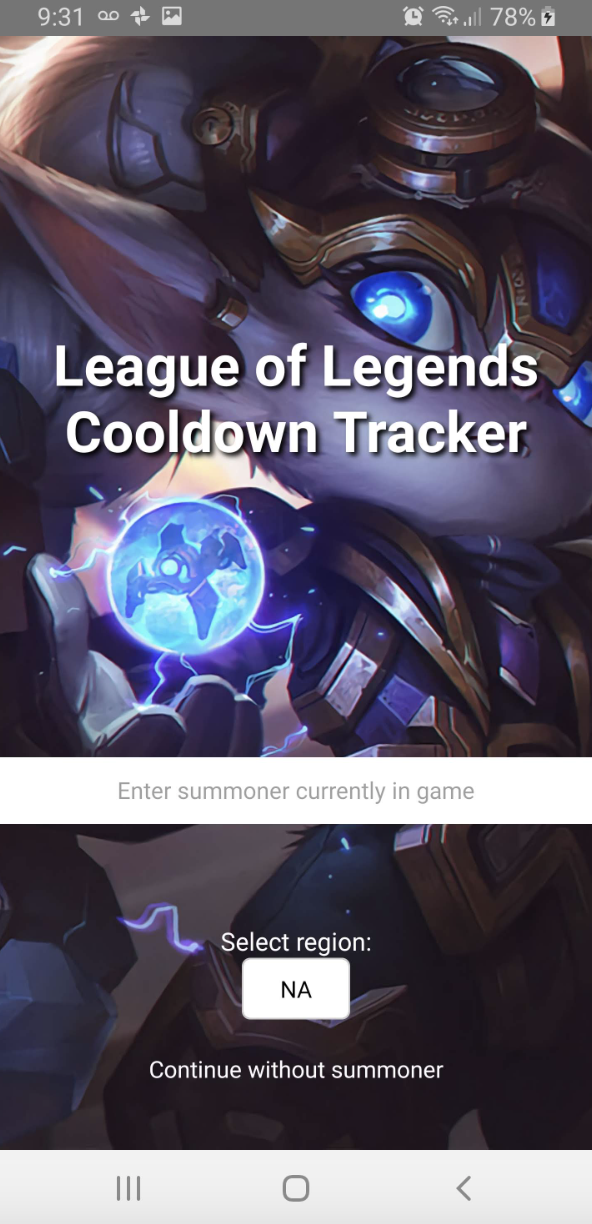 9:31
78%
League of Legends
Cooldown Tracker
Enter summoner currently in game
Select region:
NA
Continue without summoner